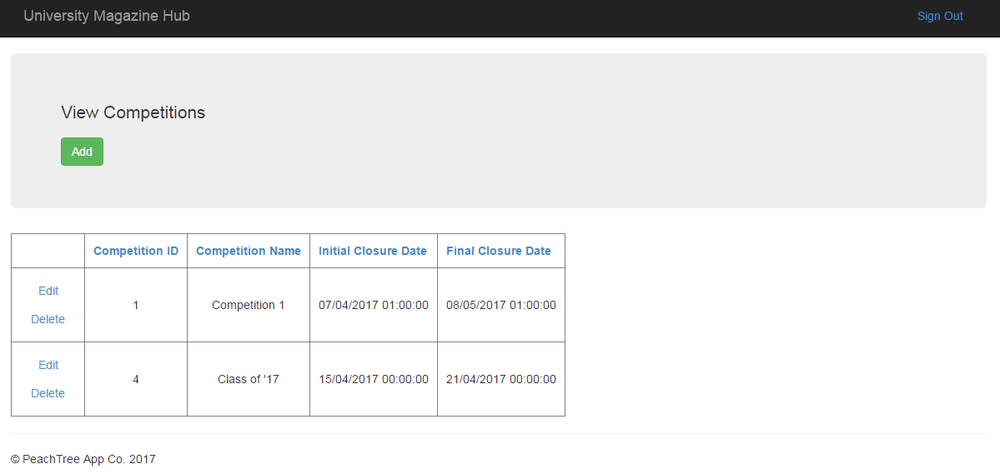 University Magazine Hub Sign Out
View Competitions
Add
Competition ID Competition Name Initial Closure Date Final Closure Date
Edit
Delete
1 Competition 1 07/04/2017 01:00:00 08/05/2017 01:00:00
Edit
Delete
4 Class of '17 15/04/2017 00:00:00 21/04/2017 00:00:00
© PeachTree App Co. 2017